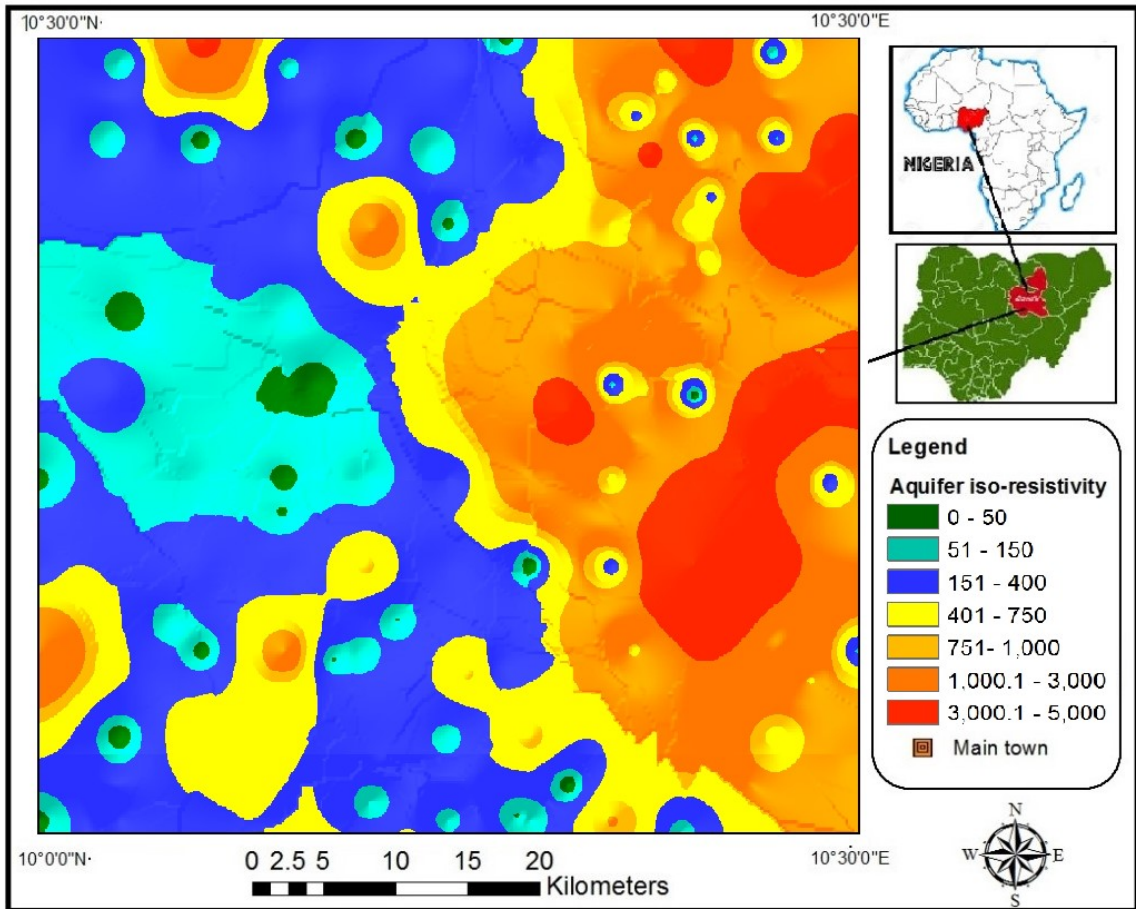 10°30'0"N
10°30'0"E
NIGERIA
Legend
Aquifer iso-resistivity
0 - 50
51 - 150
151 - 400
401 - 750
751- 1,000
1,000.1 - 3,000
3,000.1 - 5,000
Main town
N
W E
S
10°0'0"N
10°30'0"E
0 2.5 5 10 15 20
Kilometers